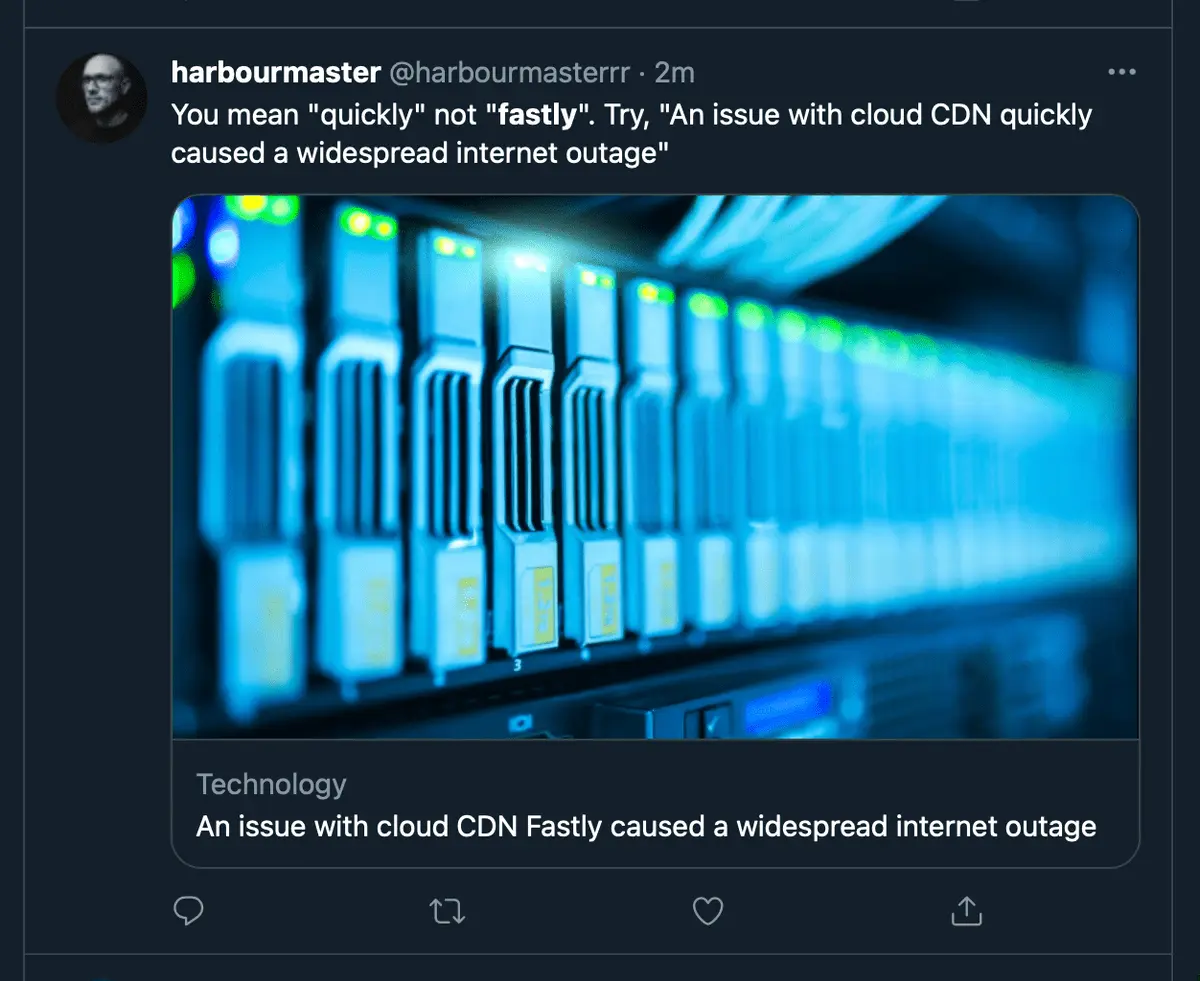 harbourmaster @harbourmasterrr · 2m
You mean "quickly" not "fastly". Try, "An issue with cloud CDN quickly
caused a widespread internet outage"
3
Technology
An issue with cloud CDN Fastly caused a widespread internet outage